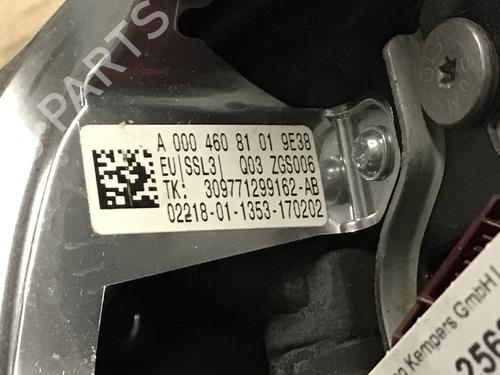 A 000 460 81 01 9E38
EU|SSL3| Q03 ZGS006
TK: 309771299162-AB
02218-01-1353-170202
Kempers GmbH
256
PARTS